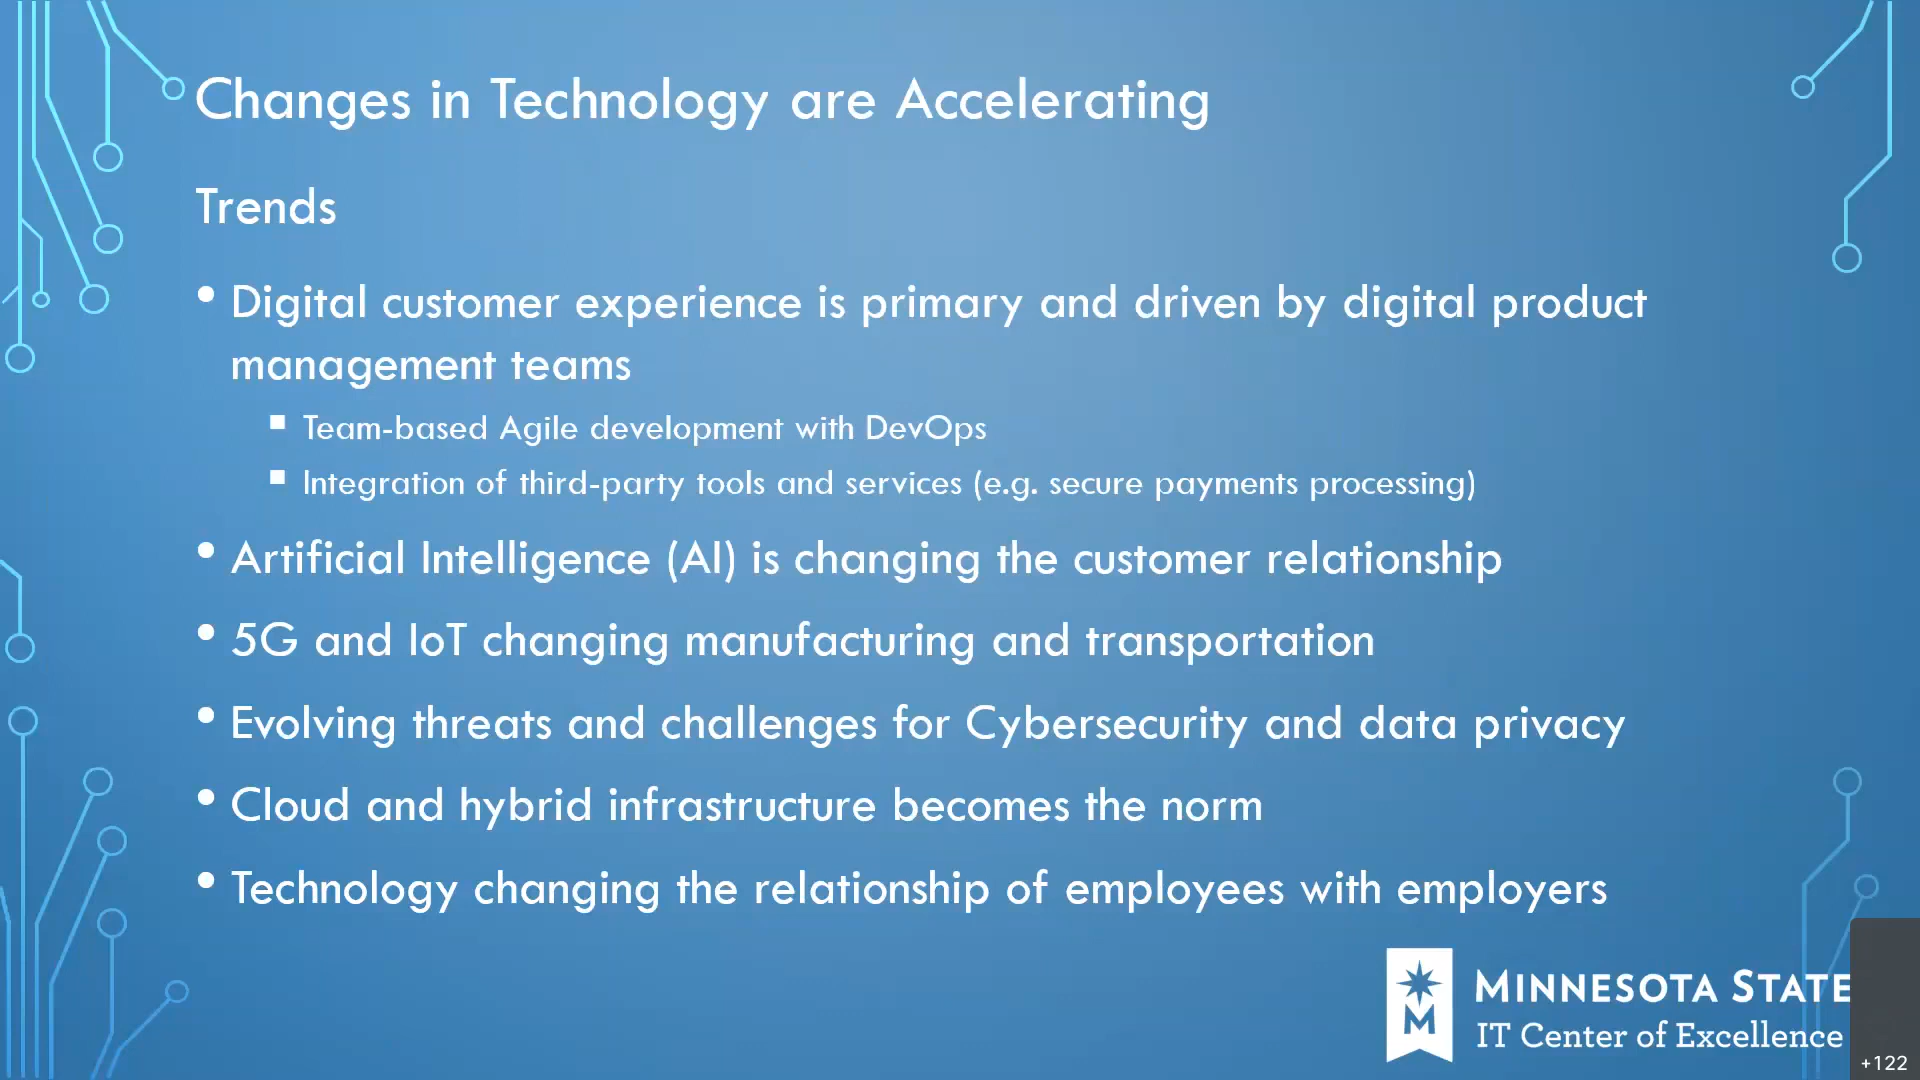 Changes in Technology are Accelerating
Trends
• Digital customer experience is primary and driven by digital product
management teams
▪ Team-based Agile development with DevOps
▪ Integration of third-party tools and services (e.g. secure payments processing)
• Artificial Intelligence (AI) is changing the customer relationship
• 5G and IoT changing manufacturing and transportation
• Evolving threats and challenges for Cybersecurity and data privacy
• Cloud and hybrid infrastructure becomes the norm
• Technology changing the relationship of employees with employers
M
MINNESOTA STATE
IT Center of Excellence
+122